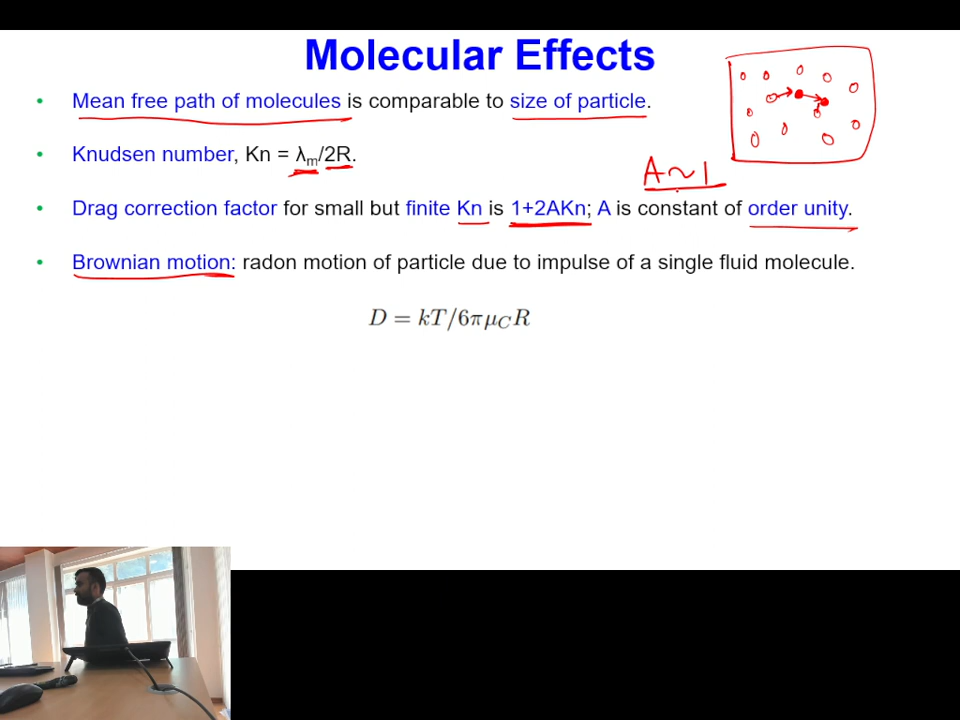 Molecular Effects
• Mean free path of molecules is comparable to size of particle.
• Knudsen number, Kn = λm/2R.
A~1
• Drag correction factor for small but finite Kn is 1+2AKn; A is constant of order unity.
• Brownian motion: radon motion of particle due to impulse of a single fluid molecule.
D = kT/6πμCR